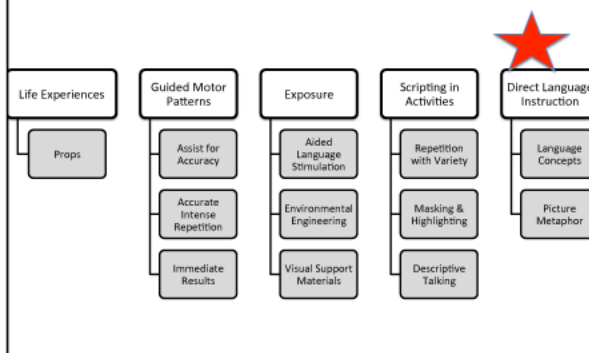 Life Experiences
Props
Guided Motor
Patterns
Assist for
Accuracy
Accurate
Intense
Repetition
Immediate
Results
Exposure
Aided
Language
Stimulation
Environmental
Engineering
Visual Support
Materials
Scripting in
Activities
Repetition
with Variety
Masking &
Highlighting
Descriptive
Talking
Direct Language
Instruction
Language
Concepts
Picture
Metaphor